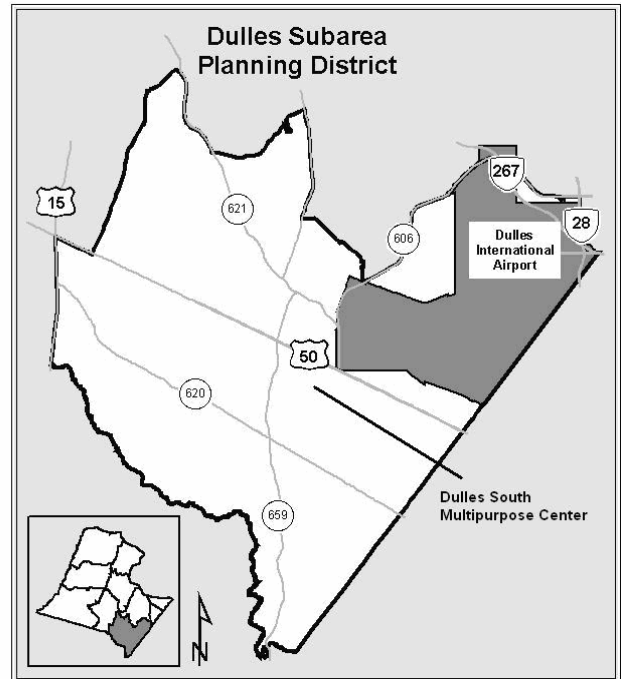 Dulles Subarea
Planning District
267
15
621
606
28
Dulles
International
Airport
50
620
Dulles South
Multipurpose Center
659
N